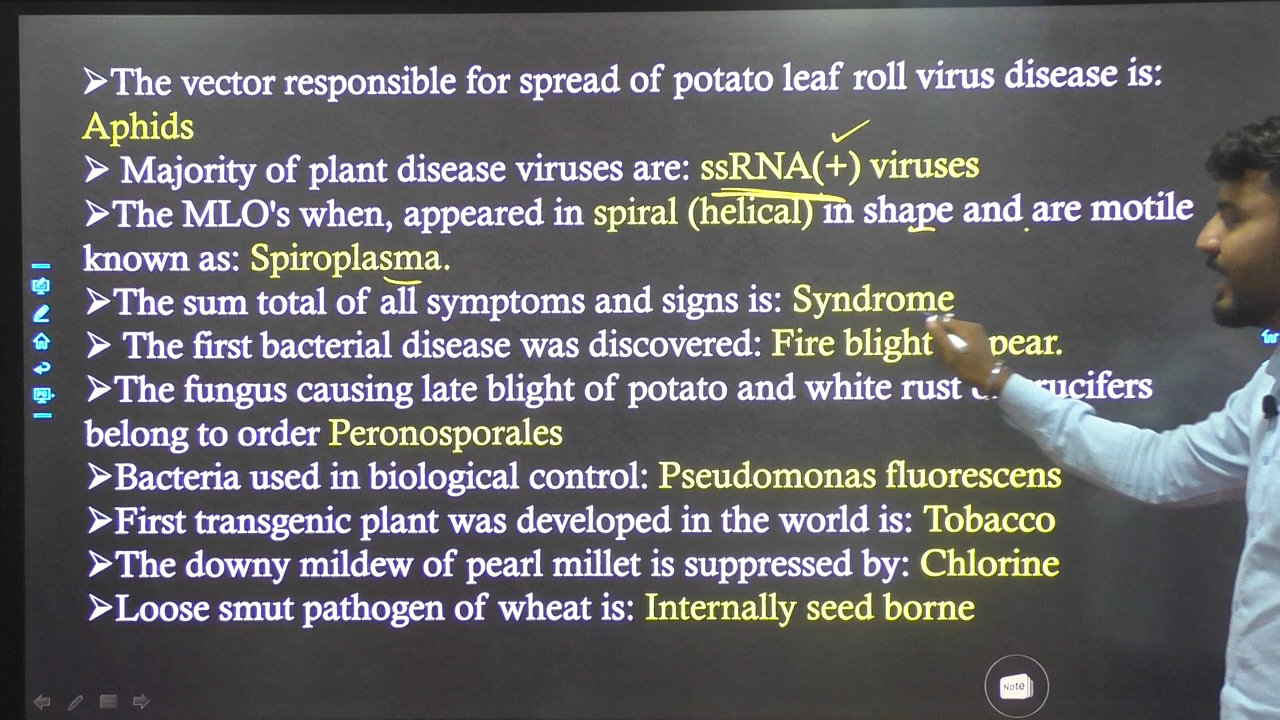 ➢The vector responsible for spread of potato leaf roll virus disease is:
Aphids
➢ Majority of plant disease viruses are: ssRNA(+) viruses
➢The MLO's when, appeared in spiral (helical) in shape and are motile
known as: Spiroplasma.
➢The sum total of all symptoms and signs is: Syndrome
➢ The first bacterial disease was discovered: Fire blight pear.
➢The fungus causing late blight of potato and white rust
belong to order Peronosporales
➢Bacteria used in biological control: Pseudomonas fluorescens
➢First transgenic plant was developed in the world is: Tobacco
➢The downy mildew of pearl millet is suppressed by: Chlorine
➢Loose smut pathogen of wheat is: Internally seed borne
Note